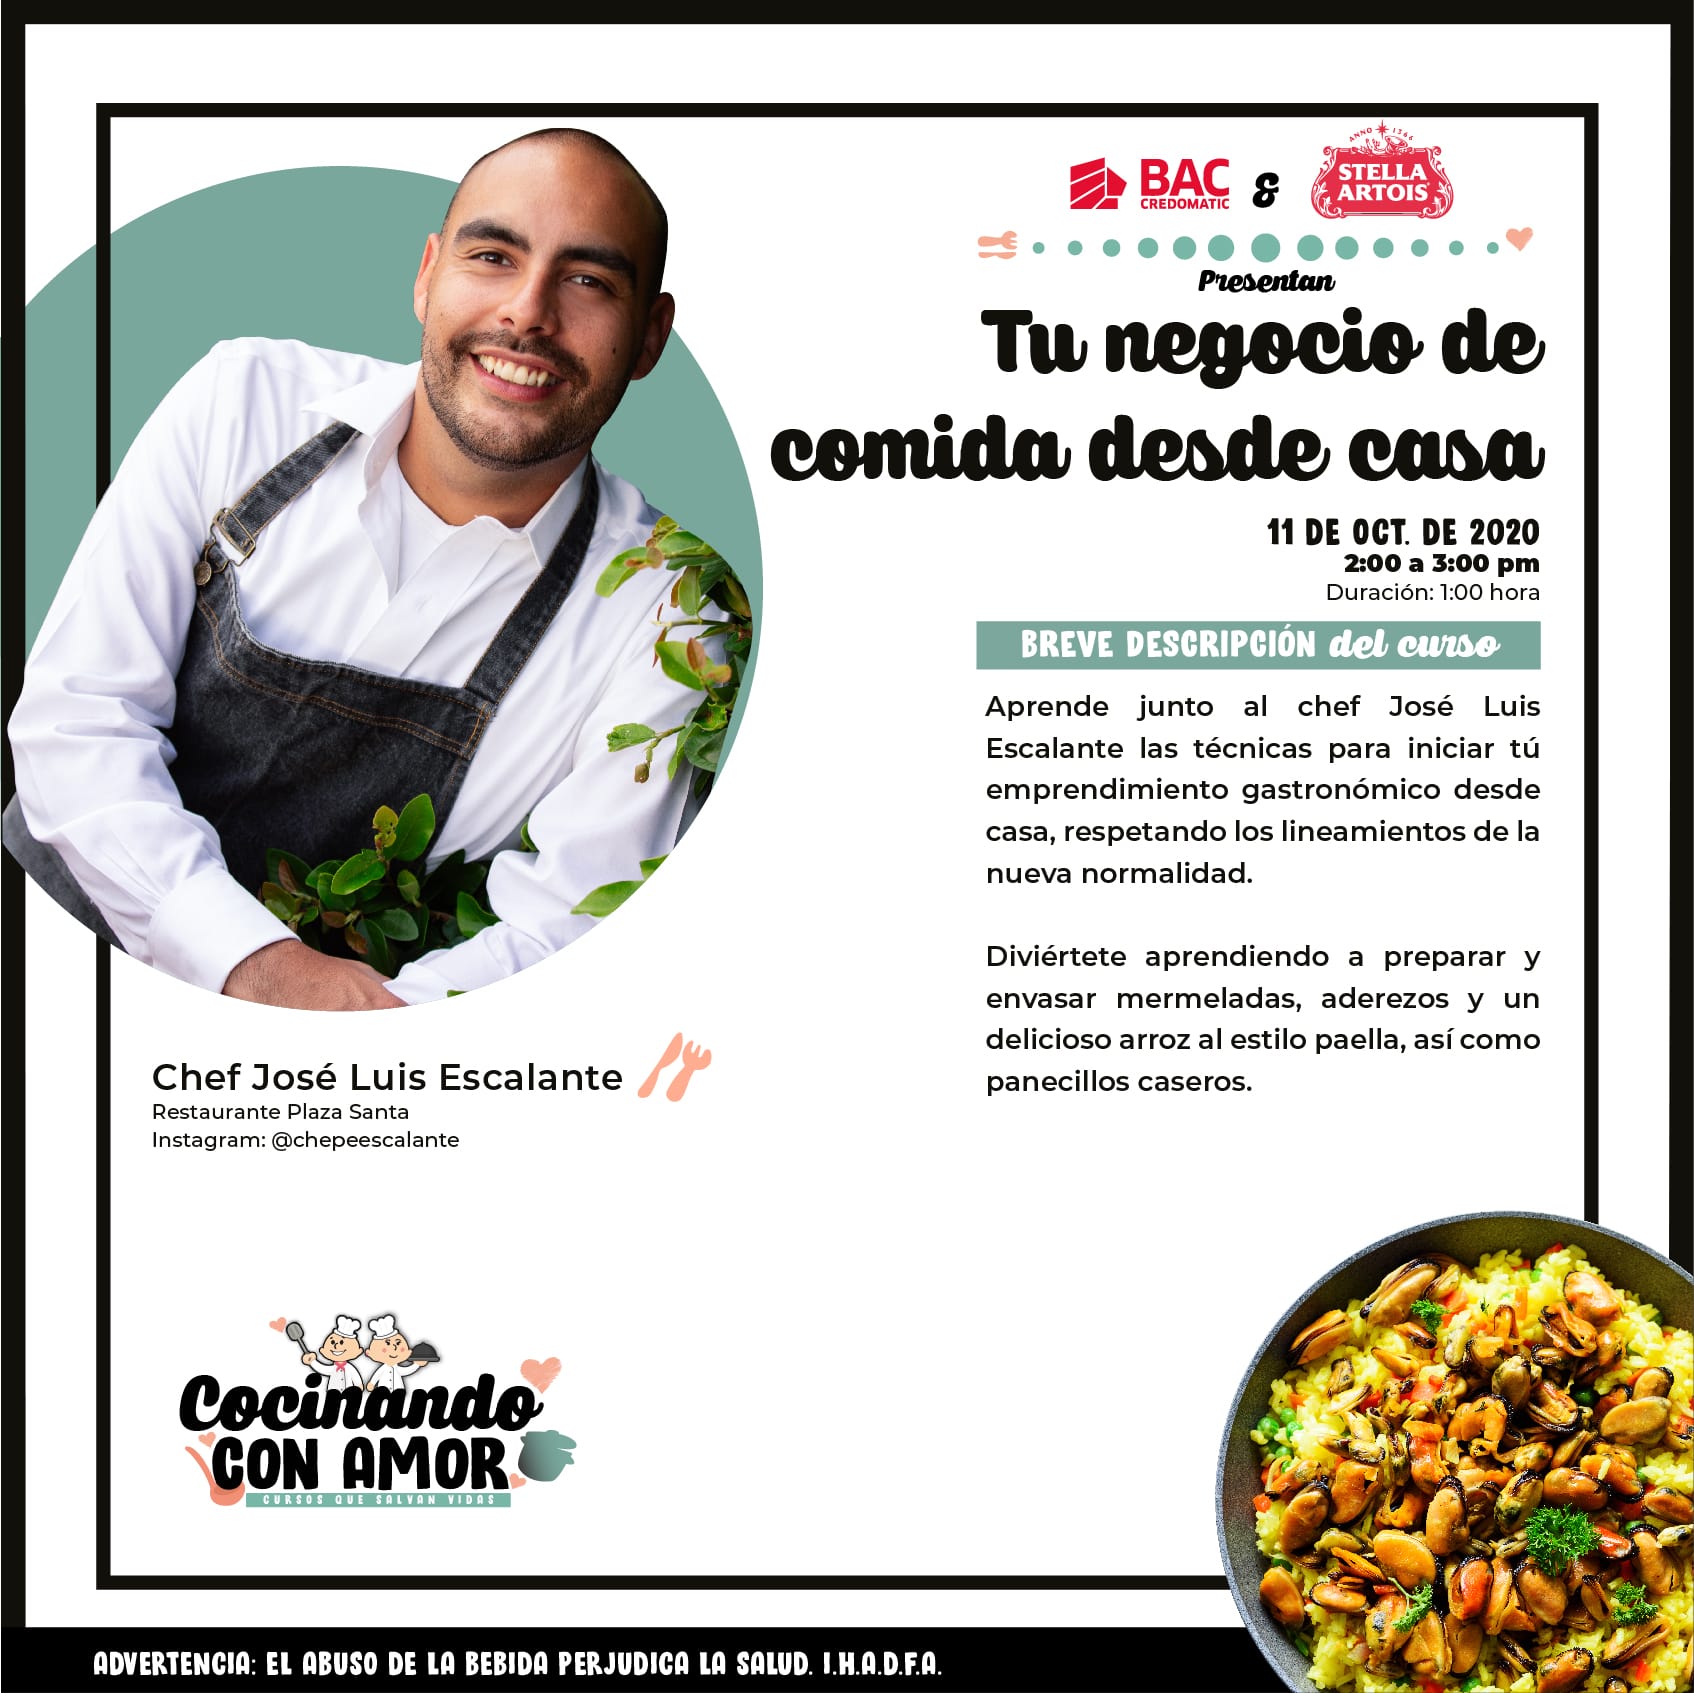 BAC
CREDOMATIC
&
ANNO 1366
STELLA
ARTOIS
Presentan
Tu negocio de
comida desde casa
11 DE OCT. DE 2020
2:00 a 3:00 pm
Duración: 1:00 hora
BREVE DESCRIPCIÓN del curso
Aprende junto al chef José Luis
Escalante las técnicas para iniciar tú
emprendimiento gastronómico desde
casa, respetando los lineamientos de la
nueva normalidad.
Diviértete aprendiendo a preparar y
envasar mermeladas, aderezos y un
delicioso arroz al estilo paella, así como
panecillos caseros.
Chef José Luis Escalante
Restaurante Plaza Santa
Instagram: @chepeescalante
Cocinando
CON AMOR
CURSOS QUE SALVAN VIDAS
ADVERTENCIA: EL ABUSO DE LA BEBIDA PERJUDICA LA SALUD. I.H.A.D.F.A.